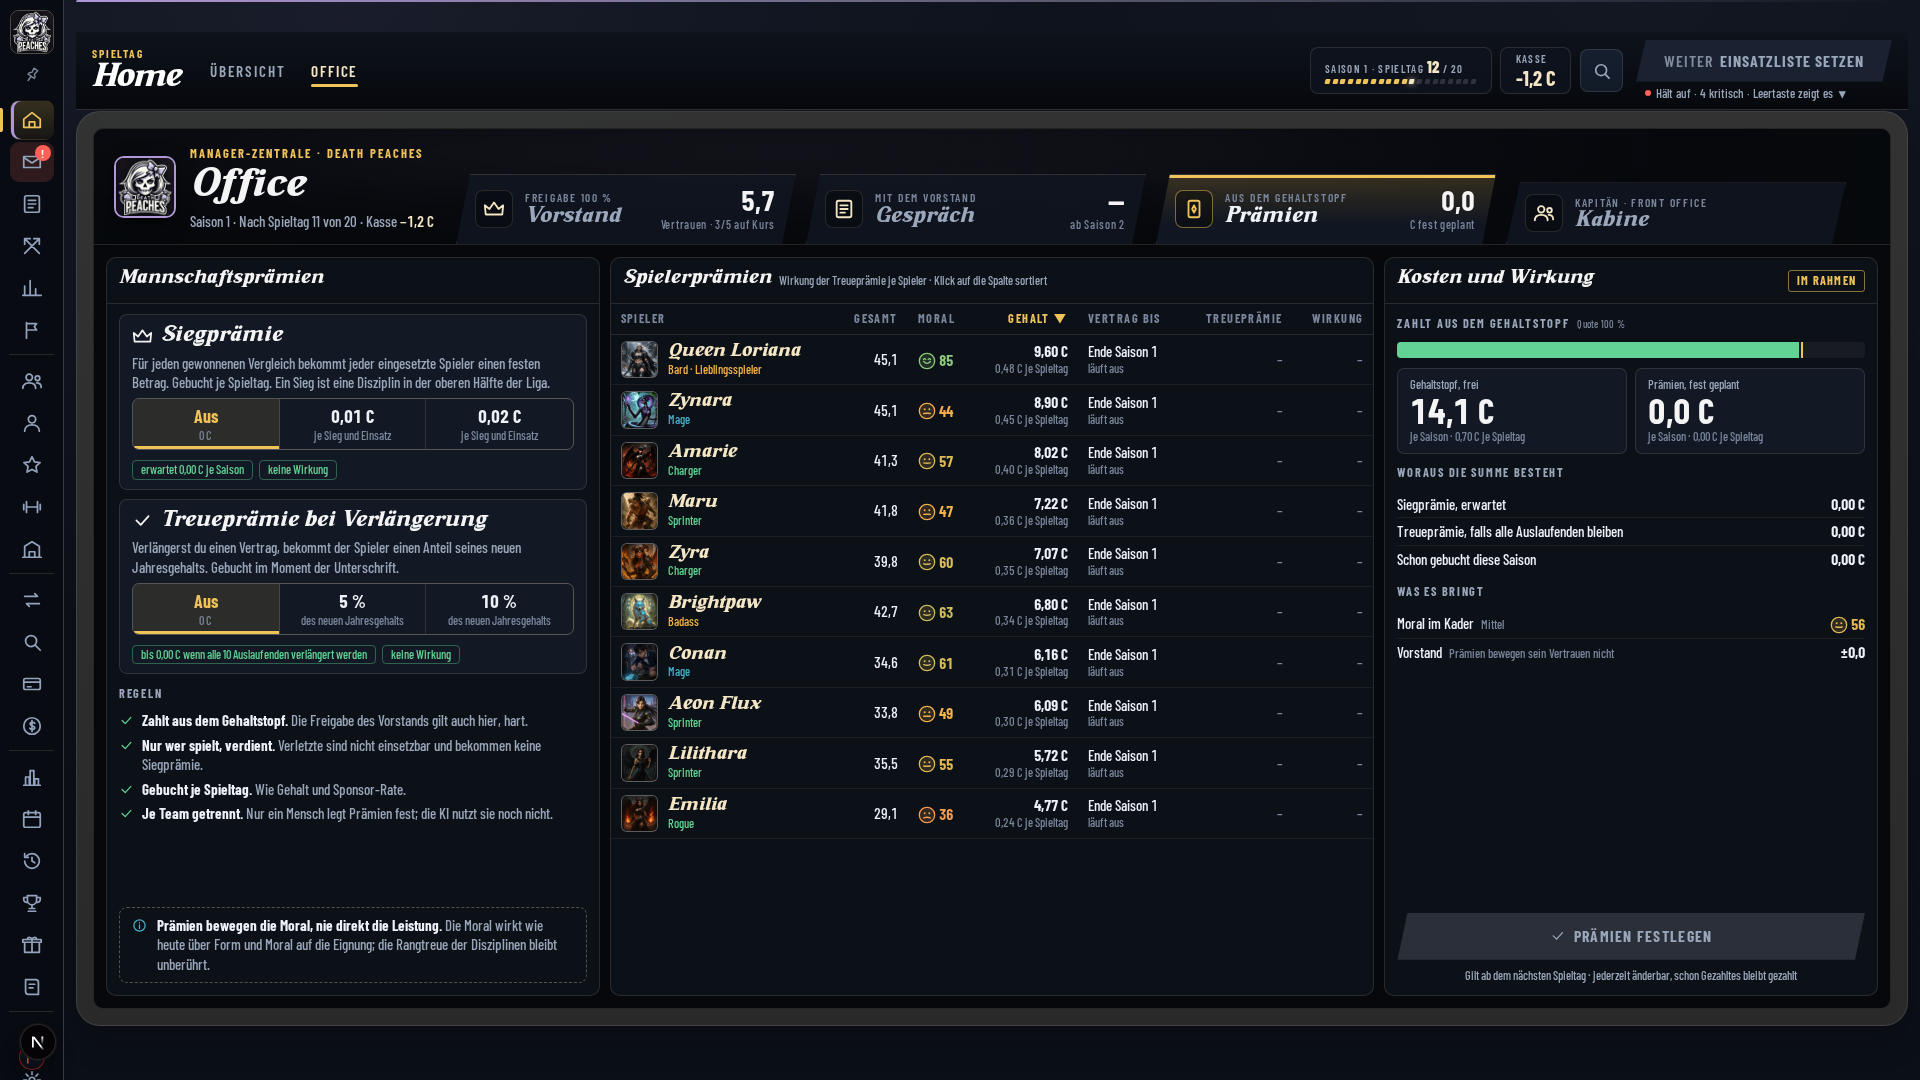 SPIELTAG
Home
ÜBERSICHT
OFFICE
SAISON 1 · SPIELTAG 12 / 20
KASSE
-1,2 C
WEITER EINSATZLISTE SETZEN
Hält auf · 4 kritisch · Leertaste zeigt es ▼
MANAGER-ZENTRALE · DEATH PEACHES
Office
Saison 1 · Nach Spieltag 11 von 20 · Kasse −1,2 C
PEACHES
FREIGABE 100 %
Vorstand
5,7
Vertrauen · 3/5 auf Kurs
MIT DEM VORSTAND
Gespräch
–
ab Saison 2
AUS DEM GEHALTSTOPF
Prämien
0,0
C fest geplant
KAPITÄN · FRONT OFFICE
Kabine
Mannschaftsprämien
Siegprämie
Für jeden gewonnenen Vergleich bekommt jeder eingesetzte Spieler einen festen
Betrag. Gebucht je Spieltag. Ein Sieg ist eine Disziplin in der oberen Hälfte der Liga.
Aus
0 C
0,01 C
je Sieg und Einsatz
0,02 C
je Sieg und Einsatz
erwartet 0,00 C je Saison
keine Wirkung
Treueprämie bei Verlängerung
Verlängerst du einen Vertrag, bekommt der Spieler einen Anteil seines neuen
Jahresgehalts. Gebucht im Moment der Unterschrift.
Aus
0 C
5 %
des neuen Jahresgehalts
10 %
des neuen Jahresgehalts
bis 0,00 C wenn alle 10 Auslaufenden verlängert werden
keine Wirkung
REGELN
Zahlt aus dem Gehaltstopf. Die Freigabe des Vorstands gilt auch hier, hart.
Nur wer spielt, verdient. Verletzte sind nicht einsetzbar und bekommen keine
Siegprämie.
Gebucht je Spieltag. Wie Gehalt und Sponsor-Rate.
Je Team getrennt. Nur ein Mensch legt Prämien fest; die KI nutzt sie noch nicht.
Prämien bewegen die Moral, nie direkt die Leistung. Die Moral wirkt wie
heute über Form und Moral auf die Eignung; die Rangtreue der Disziplinen bleibt
unberührt.
Spielerprämien Wirkung der Treueprämie je Spieler · Klick auf die Spalte sortiert
SPIELER GESAMT MORAL GEHALT ▼ VERTRAG BIS TREUEPRÄMIE WIRKUNG
Queen Loriana 45,1 85 9,60 C Ende Saison 1 – –
Bard · Lieblingsspieler 0,48 C je Spieltag läuft aus
Zynara 45,1 44 8,90 C Ende Saison 1 – –
Mage 0,45 C je Spieltag läuft aus
Amarie 41,3 57 8,02 C Ende Saison 1 – –
Charger 0,40 C je Spieltag läuft aus
Maru 41,8 47 7,22 C Ende Saison 1 – –
Sprinter 0,36 C je Spieltag läuft aus
Zyra 39,8 60 7,07 C Ende Saison 1 – –
Charger 0,35 C je Spieltag läuft aus
Brightpaw 42,7 63 6,80 C Ende Saison 1 – –
Badass 0,34 C je Spieltag läuft aus
Conan 34,6 61 6,16 C Ende Saison 1 – –
Mage 0,31 C je Spieltag läuft aus
Aeon Flux 33,8 49 6,09 C Ende Saison 1 – –
Sprinter 0,30 C je Spieltag läuft aus
Lilithara 35,5 55 5,72 C Ende Saison 1 – –
Sprinter 0,29 C je Spieltag läuft aus
Emilia 29,1 36 4,77 C Ende Saison 1 – –
Rogue 0,24 C je Spieltag läuft aus
Kosten und Wirkung
IM RAHMEN
ZAHLT AUS DEM GEHALTSTOPF Quote 100 %
Gehaltstopf, frei
14,1 C
je Saison · 0,70 C je Spieltag
Prämien, fest geplant
0,0 C
je Saison · 0,00 C je Spieltag
WORAUS DIE SUMME BESTEHT
Siegprämie, erwartet 0,00 C
Treueprämie, falls alle Auslaufenden bleiben 0,00 C
Schon gebucht diese Saison 0,00 C
WAS ES BRINGT
Moral im Kader Mittel 56
Vorstand Prämien bewegen sein Vertrauen nicht ±0,0
PRÄMIEN FESTLEGEN
Gilt ab dem nächsten Spieltag · jederzeit änderbar, schon Gezahltes bleibt gezahlt
PEACHES
!
N